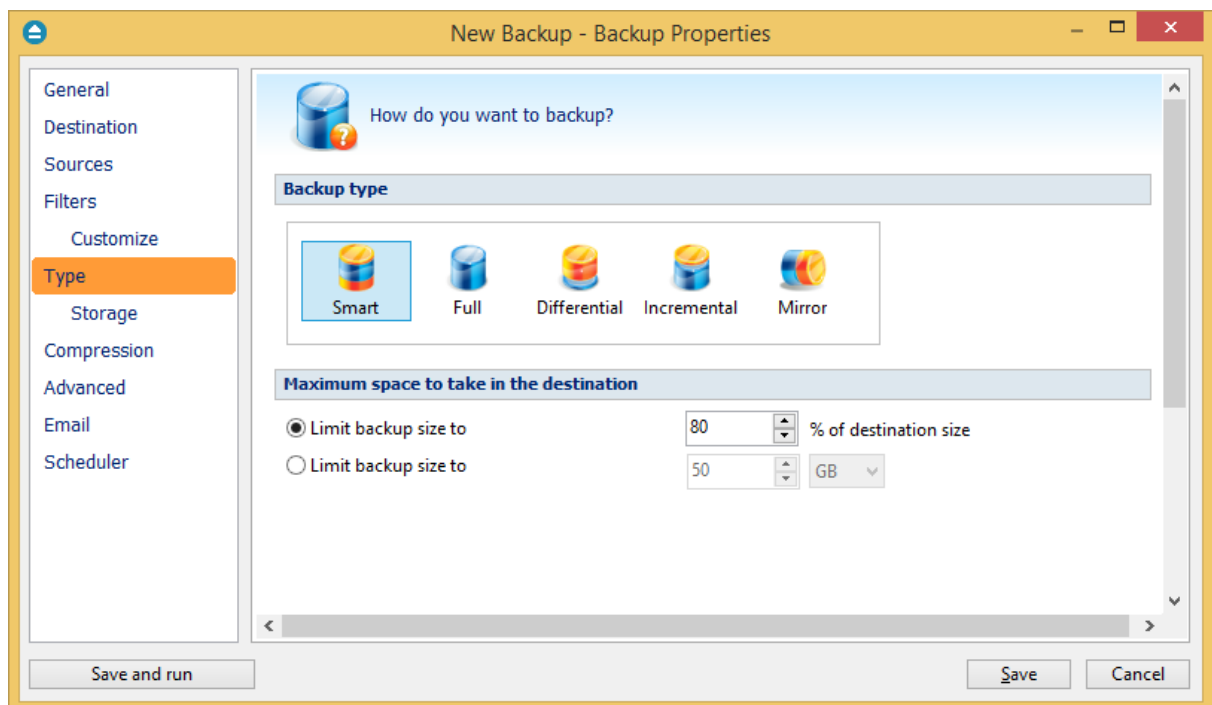 New Backup - Backup Properties
General
Destination
Sources
Filters
Customize
Type
Storage
Compression
Advanced
Email
Scheduler
How do you want to backup?
Backup type
Smart Full Differential Incremental Mirror
Maximum space to take in the destination
Limit backup size to 80 % of destination size
Limit backup size to 50 GB
Save and run Save Cancel